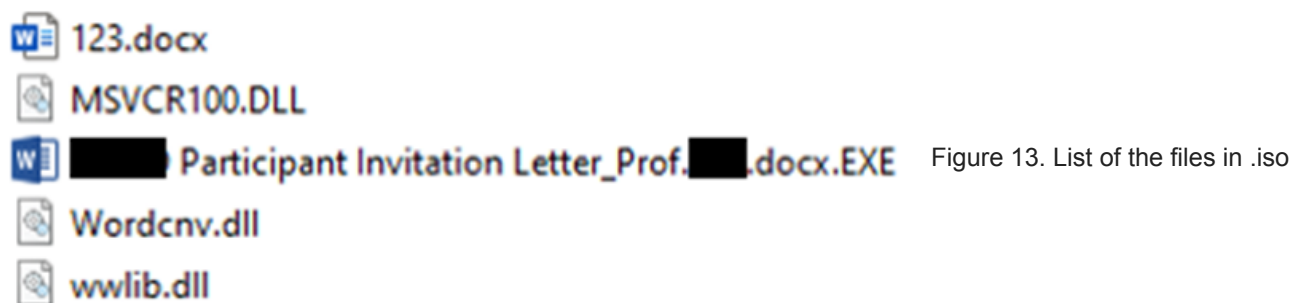 123.docx
MSVCR100.DLL
Participant Invitation Letter_Prof. .docx.EXE
Figure 13. List of the files in .iso
Wordcnv.dll
wwlib.dll